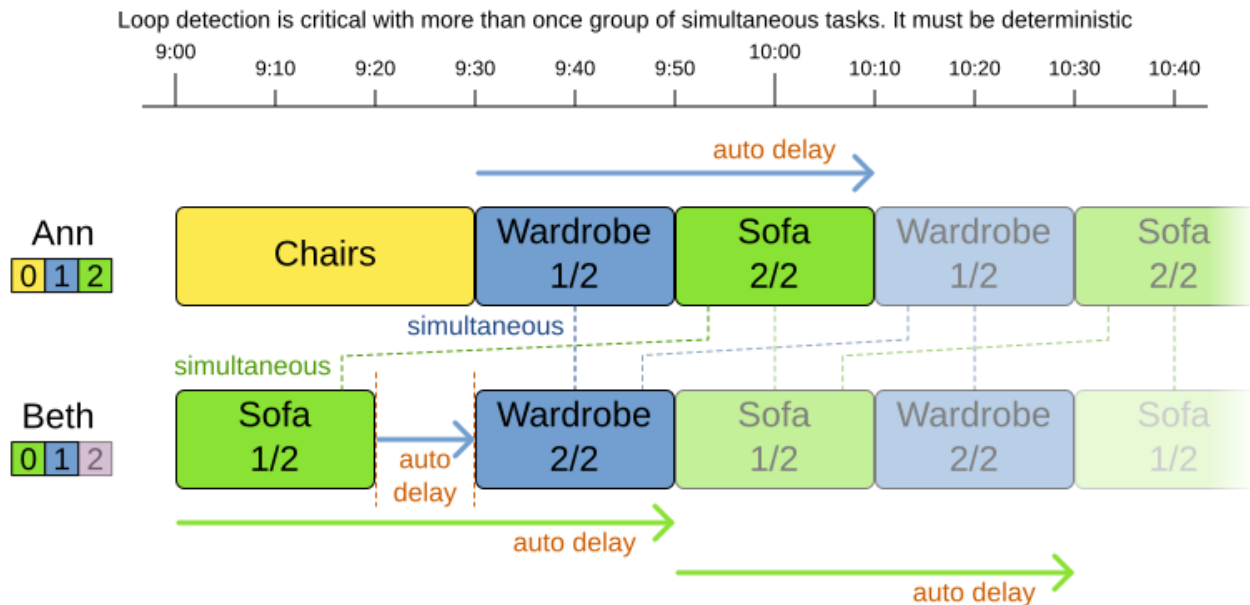 Loop detection is critical with more than once group of simultaneous tasks. It must be deterministic
9:00 9:10 9:20 9:30 9:40 9:50 10:00 10:10 10:20 10:30 10:40
auto delay
Ann
0 1 2
Chairs
Wardrobe
1/2
Sofa
2/2
Wardrobe
1/2
Sofa
2/2
simultaneous
simultaneous
Beth
0 1 2
Sofa
1/2
auto
delay
Wardrobe
2/2
Sofa
1/2
Wardrobe
2/2
Sofa
1/2
auto delay
auto delay